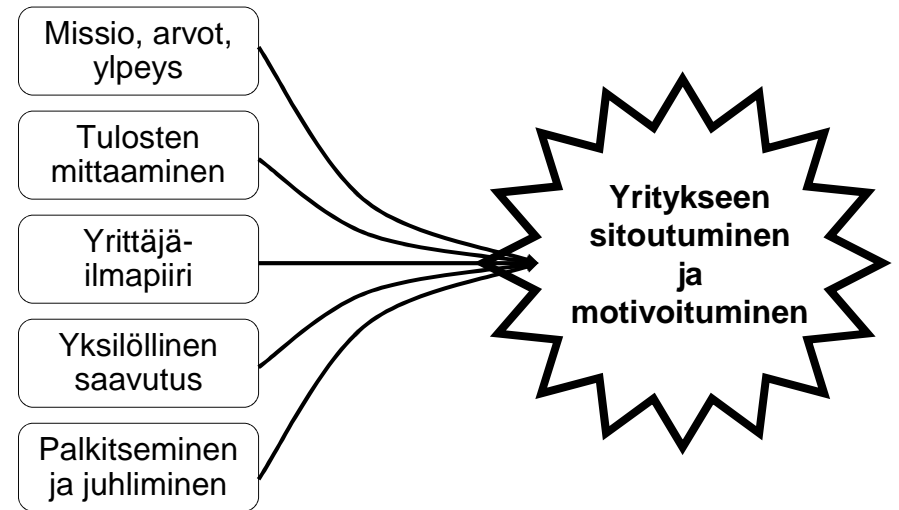 Missio, arvot,
ylpeys
Tulosten
mittaaminen
Yrittäjä-
ilmapiiri
Yksilöllinen
saavutus
Palkitseminen
ja juhliminen
Yritykseen
sitoutuminen
ja
motivoituminen